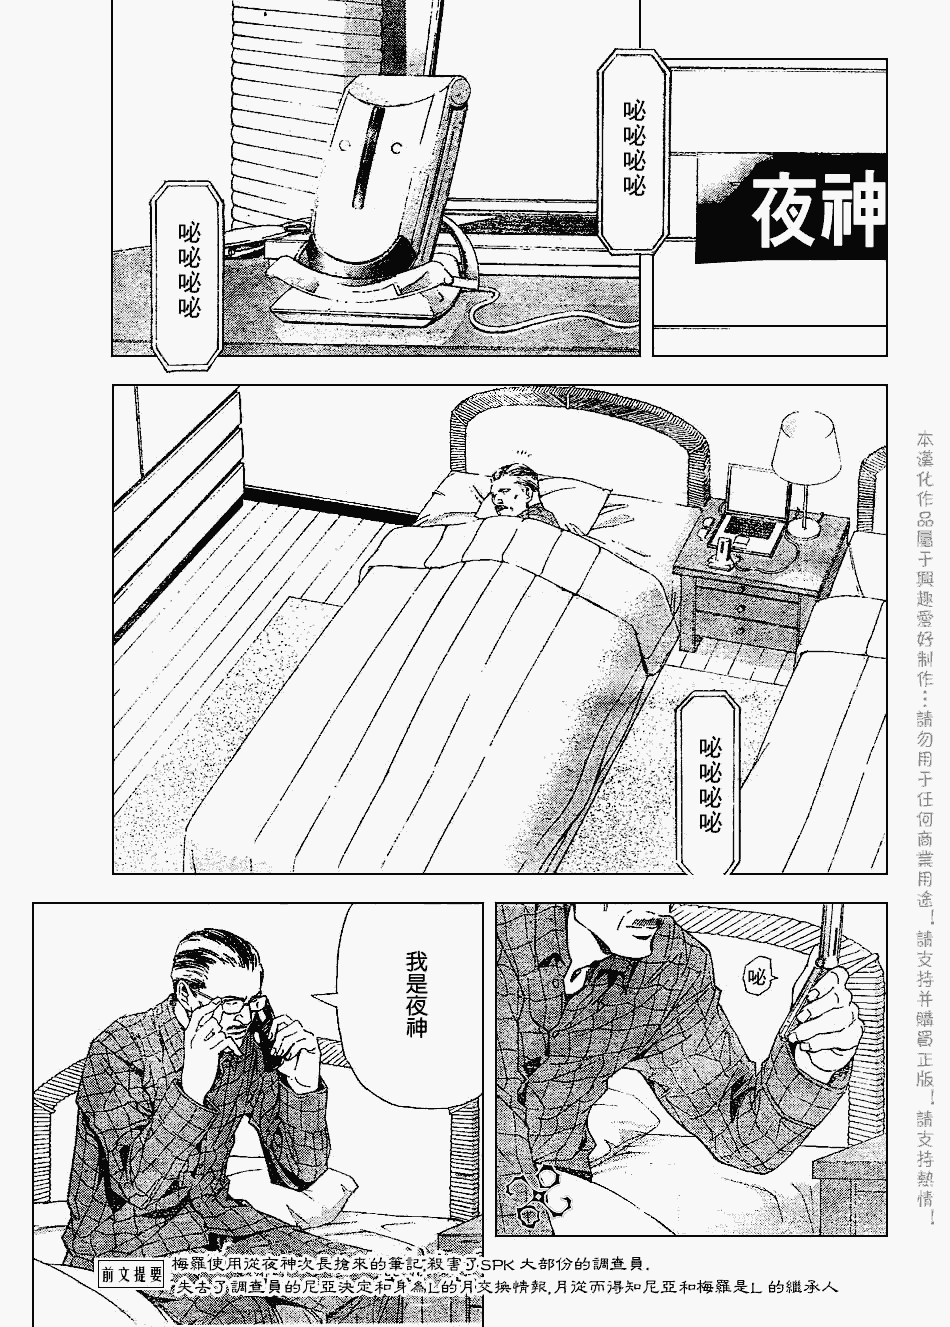 夜神
咇咇咇咇
咇咇咇咇
咇咇咇咇
咇
我是夜神
前文提要
梅羅使用從夜神次長搶來的筆記,殺害了SPK大部份的調查員.
失去了調查員的尼亞決定和身為L的月交換情報,月從而得知尼亞和梅羅是L的繼承人
本漢化作品屬于興趣愛好制作…請勿用于任何商業用途!請支持并購買正版!請支持熱情!